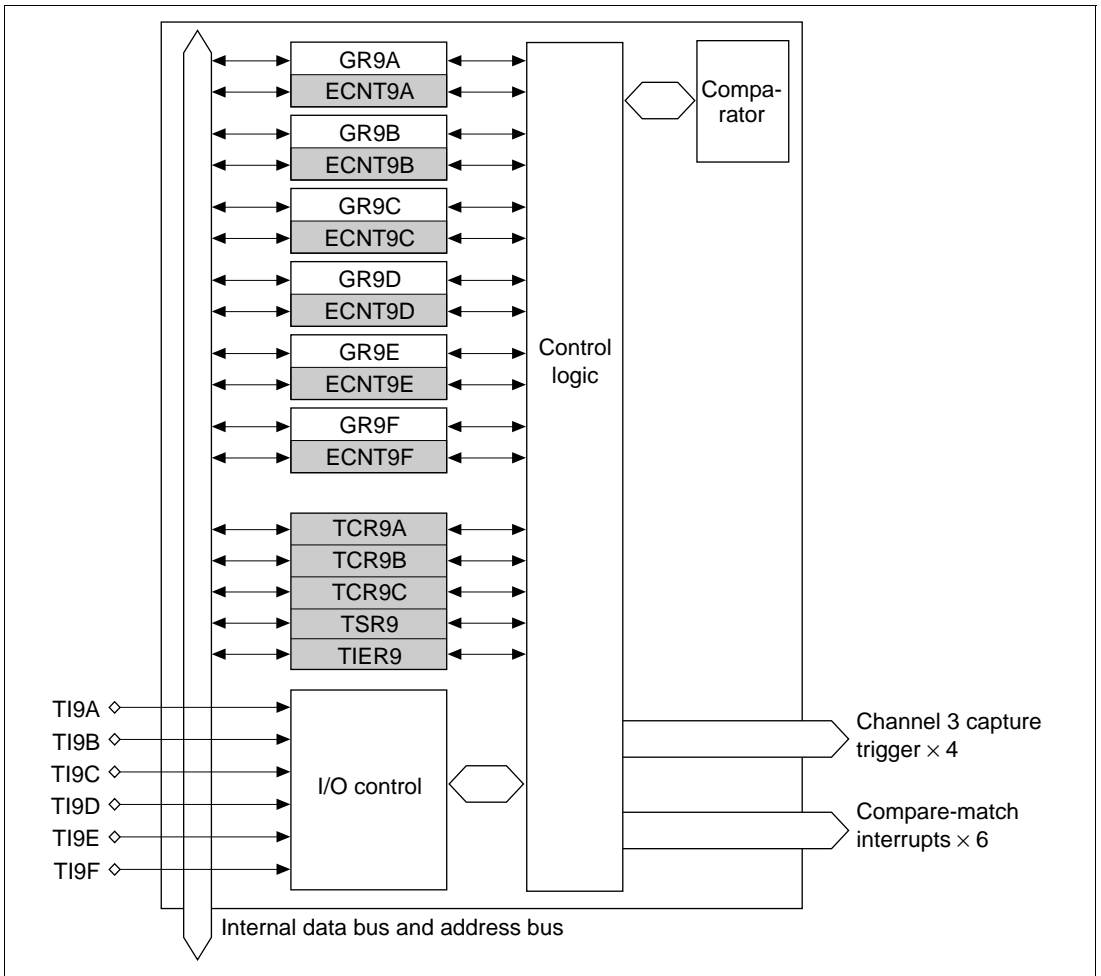 GR9A
ECNT9A
GR9B
ECNT9B
GR9C
ECNT9C
GR9D
ECNT9D
GR9E
ECNT9E
GR9F
ECNT9F
TCR9A
TCR9B
TCR9C
TSR9
TIER9
Control
logic
Compa-
rator
TI9A
TI9B
TI9C
TI9D
TI9E
TI9F
I/O control
Channel 3 capture
trigger × 4
Compare-match
interrupts × 6
Internal data bus and address bus